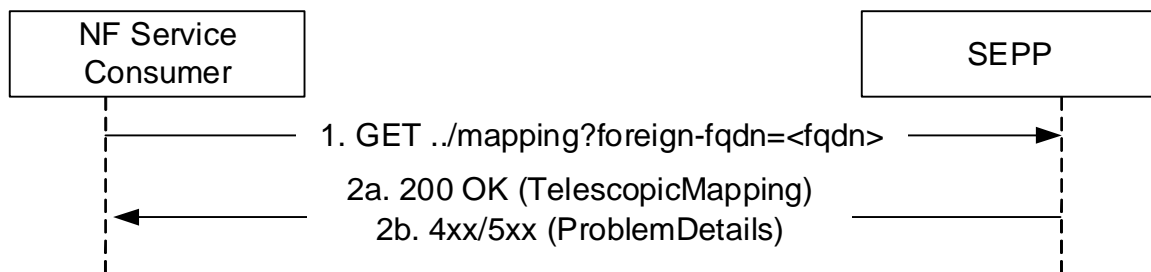 NF Service
Consumer
SEPP
1. GET ../mapping?foreign-fqdn=<fqdn>
2a. 200 OK (TelescopicMapping)
2b. 4xx/5xx (ProblemDetails)